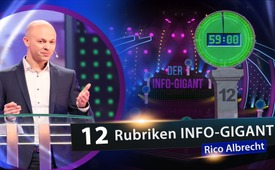 59:00
DER
INFO-GIGANT
12
12 Rubriken INFO-GIGANT
Rico Albrecht